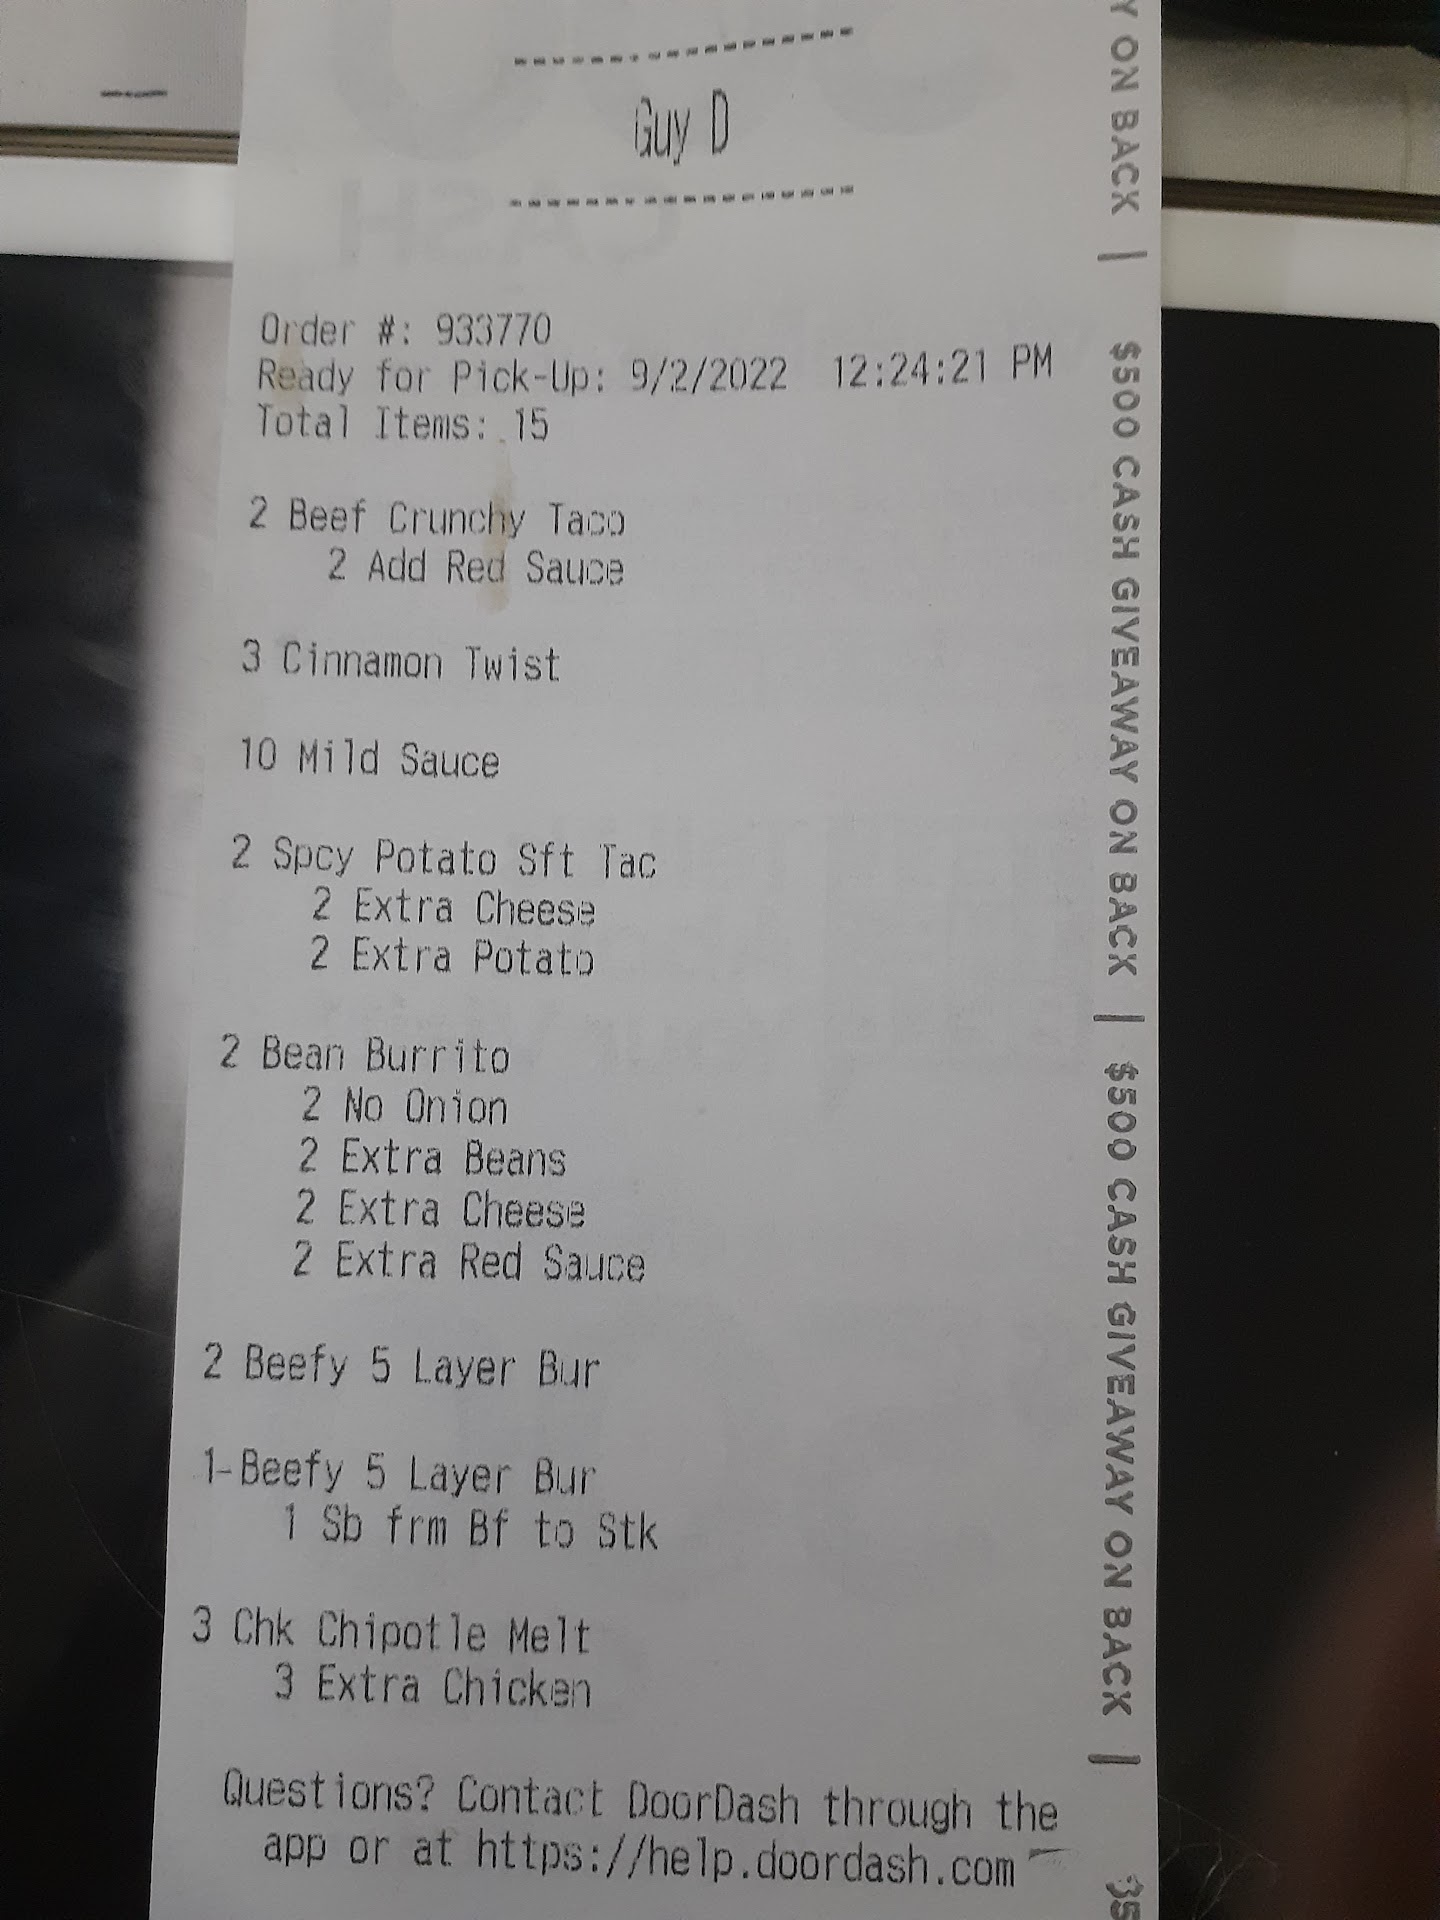 Guy D
Order #: 933770
Ready for Pick-Up: 9/2/2022 12:24:21 PM
Total Items: 15
2 Beef Crunchy Taco
2 Add Red Sauce
3 Cinnamon Twist
10 Mild Sauce
2 Spcy Potato Sft Tac
2 Extra Cheese
2 Extra Potato
2 Bean Burrito
2 No Onion
2 Extra Beans
2 Extra Cheese
2 Extra Red Sauce
2 Beefy 5 Layer Bur
1 Beefy 5 Layer Bur
1 Sb frm Bf to Stk
3 Chk Chipotle Melt
3 Extra Chicken
Questions? Contact DoorDash through the
app or at https://help.doordash.com
Y ON BACK | $500 CASH GIVEAWAY ON BACK | $500 CASH GIVEAWAY ON BACK | $5
CASH